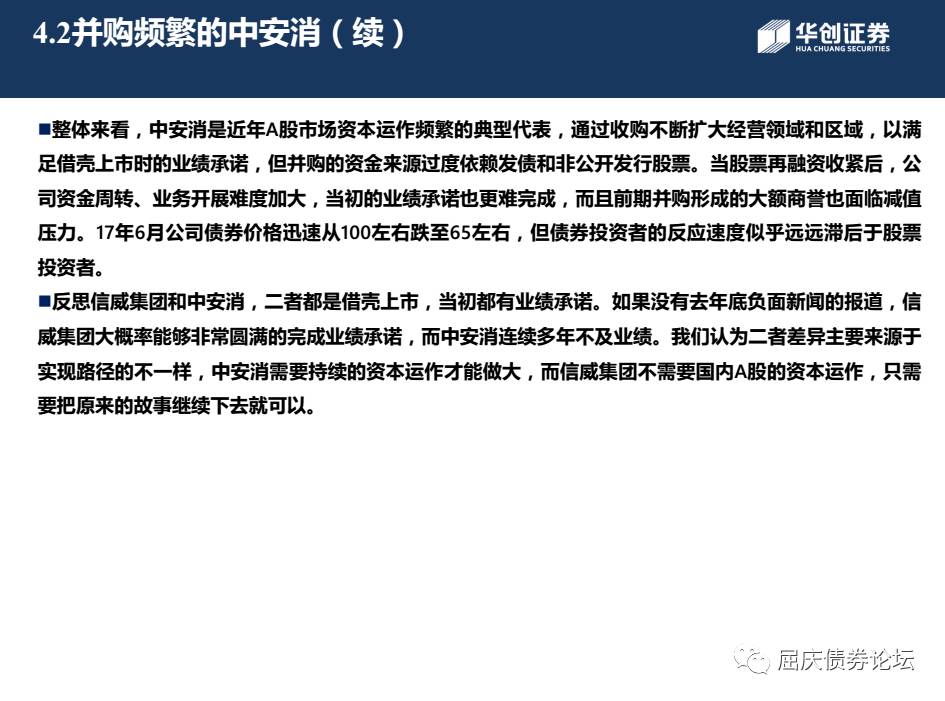 4.2并购频繁的中安消（续）
华创证券
HUA CHUANG SECURITIES
■整体来看，中安消是近年A股市场资本运作频繁的典型代表，通过收购不断扩大经营领域和区域，以满
足借壳上市时的业绩承诺，但并购的资金来源过度依赖发债和非公开发行股票。当股票再融资收紧后，公
司资金周转、业务开展难度加大，当初的业绩承诺也更难完成，而且前期并购形成的大额商誉也面临减值
压力。17年6月公司债券价格迅速从100左右跌至65左右，但债券投资者的反应速度似乎远远滞后于股票
投资者。
■反思信威集团和中安消，二者都是借壳上市，当初都有业绩承诺。如果没有去年底负面新闻的报道，信
威集团大概率能够非常圆满的完成业绩承诺，而中安消连续多年不及业绩。我们认为二者差异主要来源于
实现路径的不一样，中安消需要持续的资本运作才能做大，而信威集团不需要国内A股的资本运作，只需
要把原来的故事继续下去就可以。
屈庆债券论坛